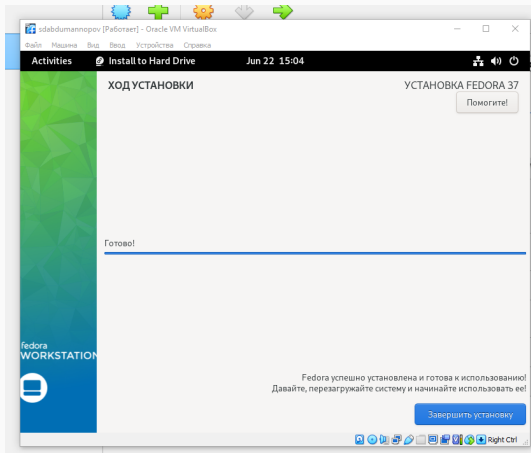 sdabdumannopov [Работает] - Oracle VM VirtualBox
Файл Машина Вид Ввод Устройства Справка
Activities Install to Hard Drive Jun 22 15:04
ХОД УСТАНОВКИ
УСТАНОВКА FEDORA 37
Помогите!
Готово!
fedora
WORKSTATION
Fedora успешно установлена и готова к использованию!
Давайте, перезагружайте систему и начинайте использовать ее!
Завершить установку
Right Ctrl